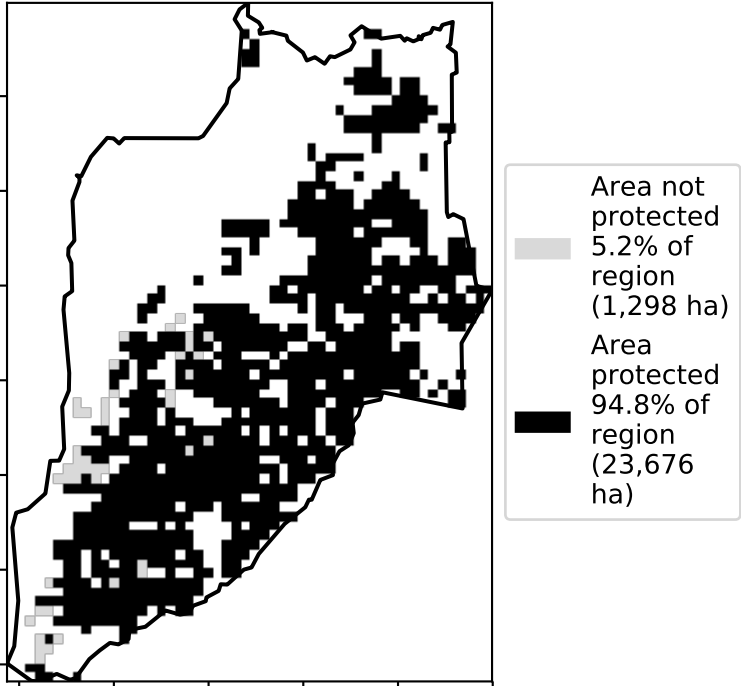 Area not
protected
5.2% of
region
(1,298 ha)
Area
protected
94.8% of
region
(23,676
ha)